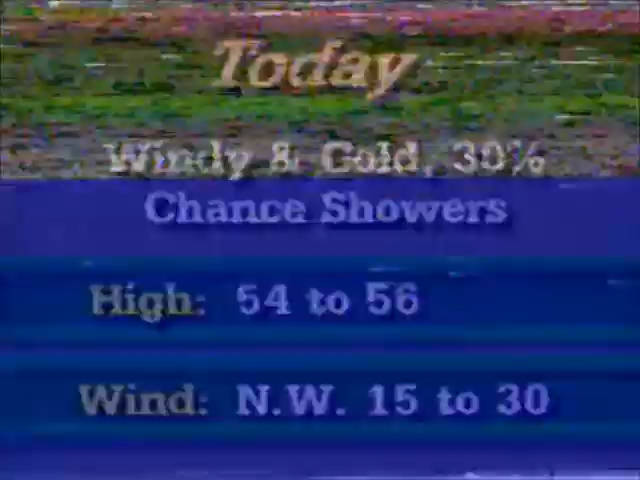 Today
Windy & Cold, 30%
Chance Showers
High: 54 to 56
Wind: N.W. 15 to 30